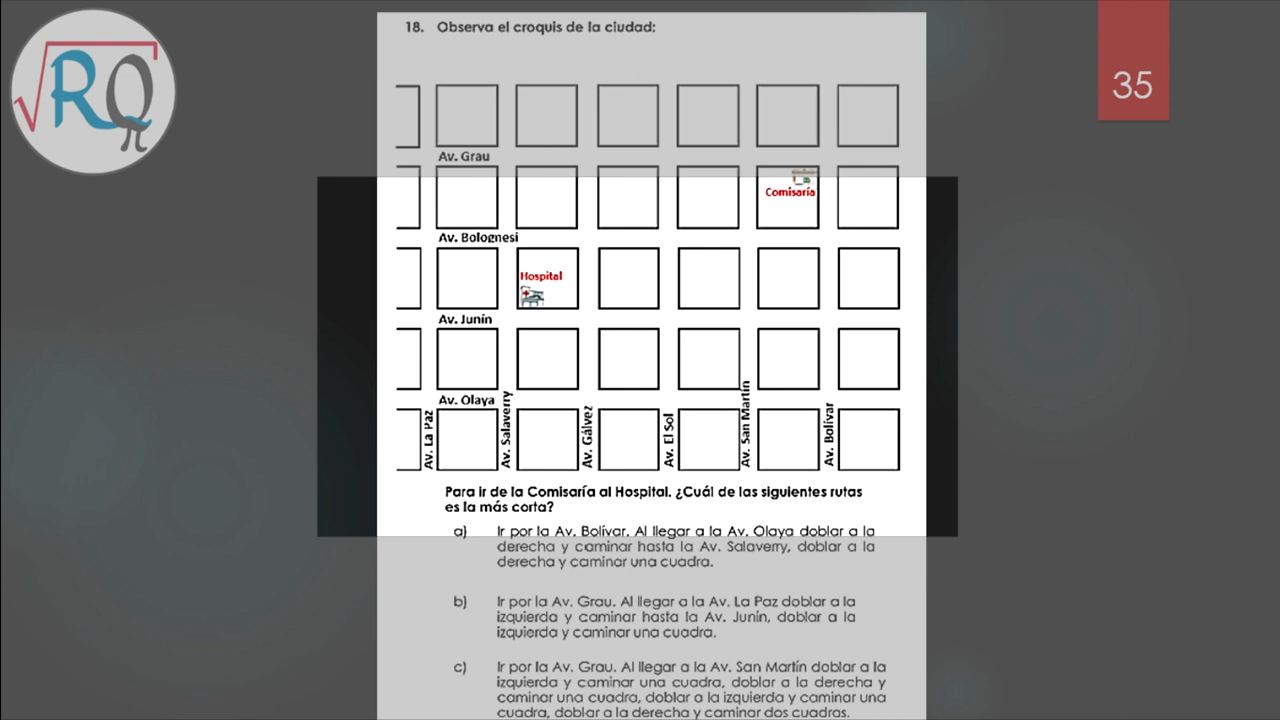 RQ
π
35
18. Observa el croquis de la ciudad:
Av. Grau
Comisaría
Av. Bolognesi
Hospital
Av. Junín
Av. Olaya
Av. La Paz
Av. Salaverry
Av. Gálvez
Av. El Sol
Av. San Martín
Av. Bolívar
Para ir de la Comisaría al Hospital. ¿Cuál de las siguientes rutas
es la más corta?
a) Ir por la Av. Bolívar. Al llegar a la Av. Olaya doblar a la
derecha y caminar hasta la Av. Salaverry, doblar a la
derecha y caminar una cuadra.
b) Ir por la Av. Grau. Al llegar a la Av. La Paz doblar a la
izquierda y caminar hasta la Av. Junín, doblar a la
izquierda y caminar una cuadra.
c) Ir por la Av. Grau. Al llegar a la Av. San Martín doblar a la
izquierda y caminar una cuadra, doblar a la derecha y
caminar una cuadra, doblar a la izquierda y caminar una
cuadra, doblar a la derecha y caminar dos cuadras.